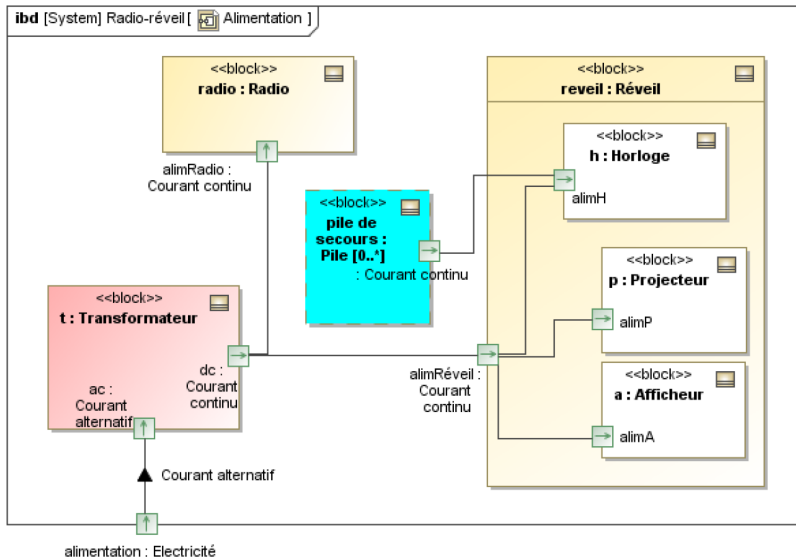 ibd [System] Radio-réveil[ Alimentation ]
<<block>>
radio : Radio
alimRadio :
Courant continu
<<block>>
reveil : Réveil
<<block>>
h : Horloge
alimH
<<block>>
pile de
secours :
Pile [0..*]
: Courant continu
<<block>>
p : Projecteur
alimP
<<block>>
t : Transformateur
dc :
Courant
continu
ac :
Courant
alternatif
alimRéveil :
Courant
continu
<<block>>
a : Afficheur
alimA
Courant alternatif
alimentation : Electricité